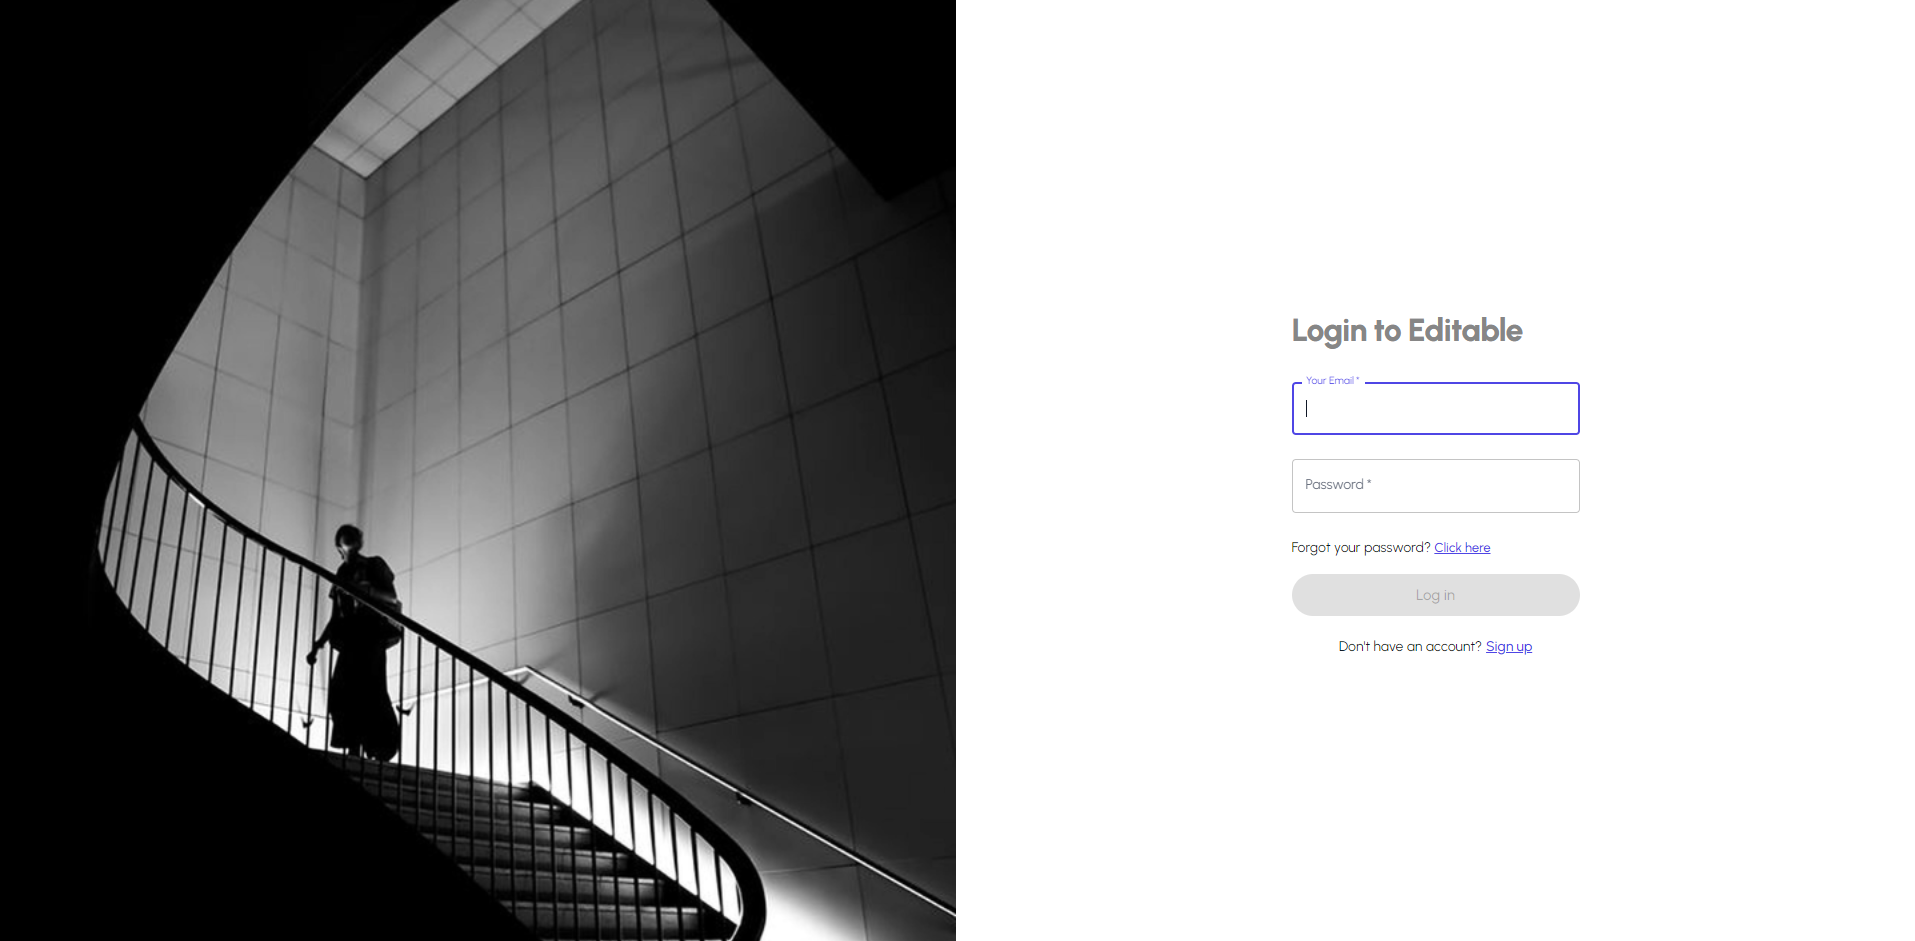 Login to Editable
Your Email *
Password *
Forgot your password? Click here
Log in
Don't have an account? Sign up